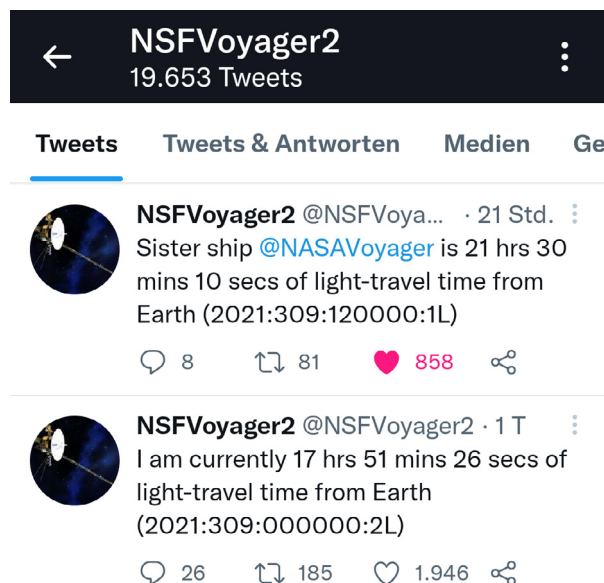 NSFVoyager2
19.653 Tweets
Tweets Tweets & Antworten Medien Ge
NSFVoyager2 @NSFVoya... · 21 Std.
Sister ship @NASAVoyager is 21 hrs 30
mins 10 secs of light-travel time from
Earth (2021:309:120000:1L)
8 81 858
NSFVoyager2 @NSFVoyager2 · 1 T
I am currently 17 hrs 51 mins 26 secs of
light-travel time from Earth
(2021:309:000000:2L)
26 185 1.946